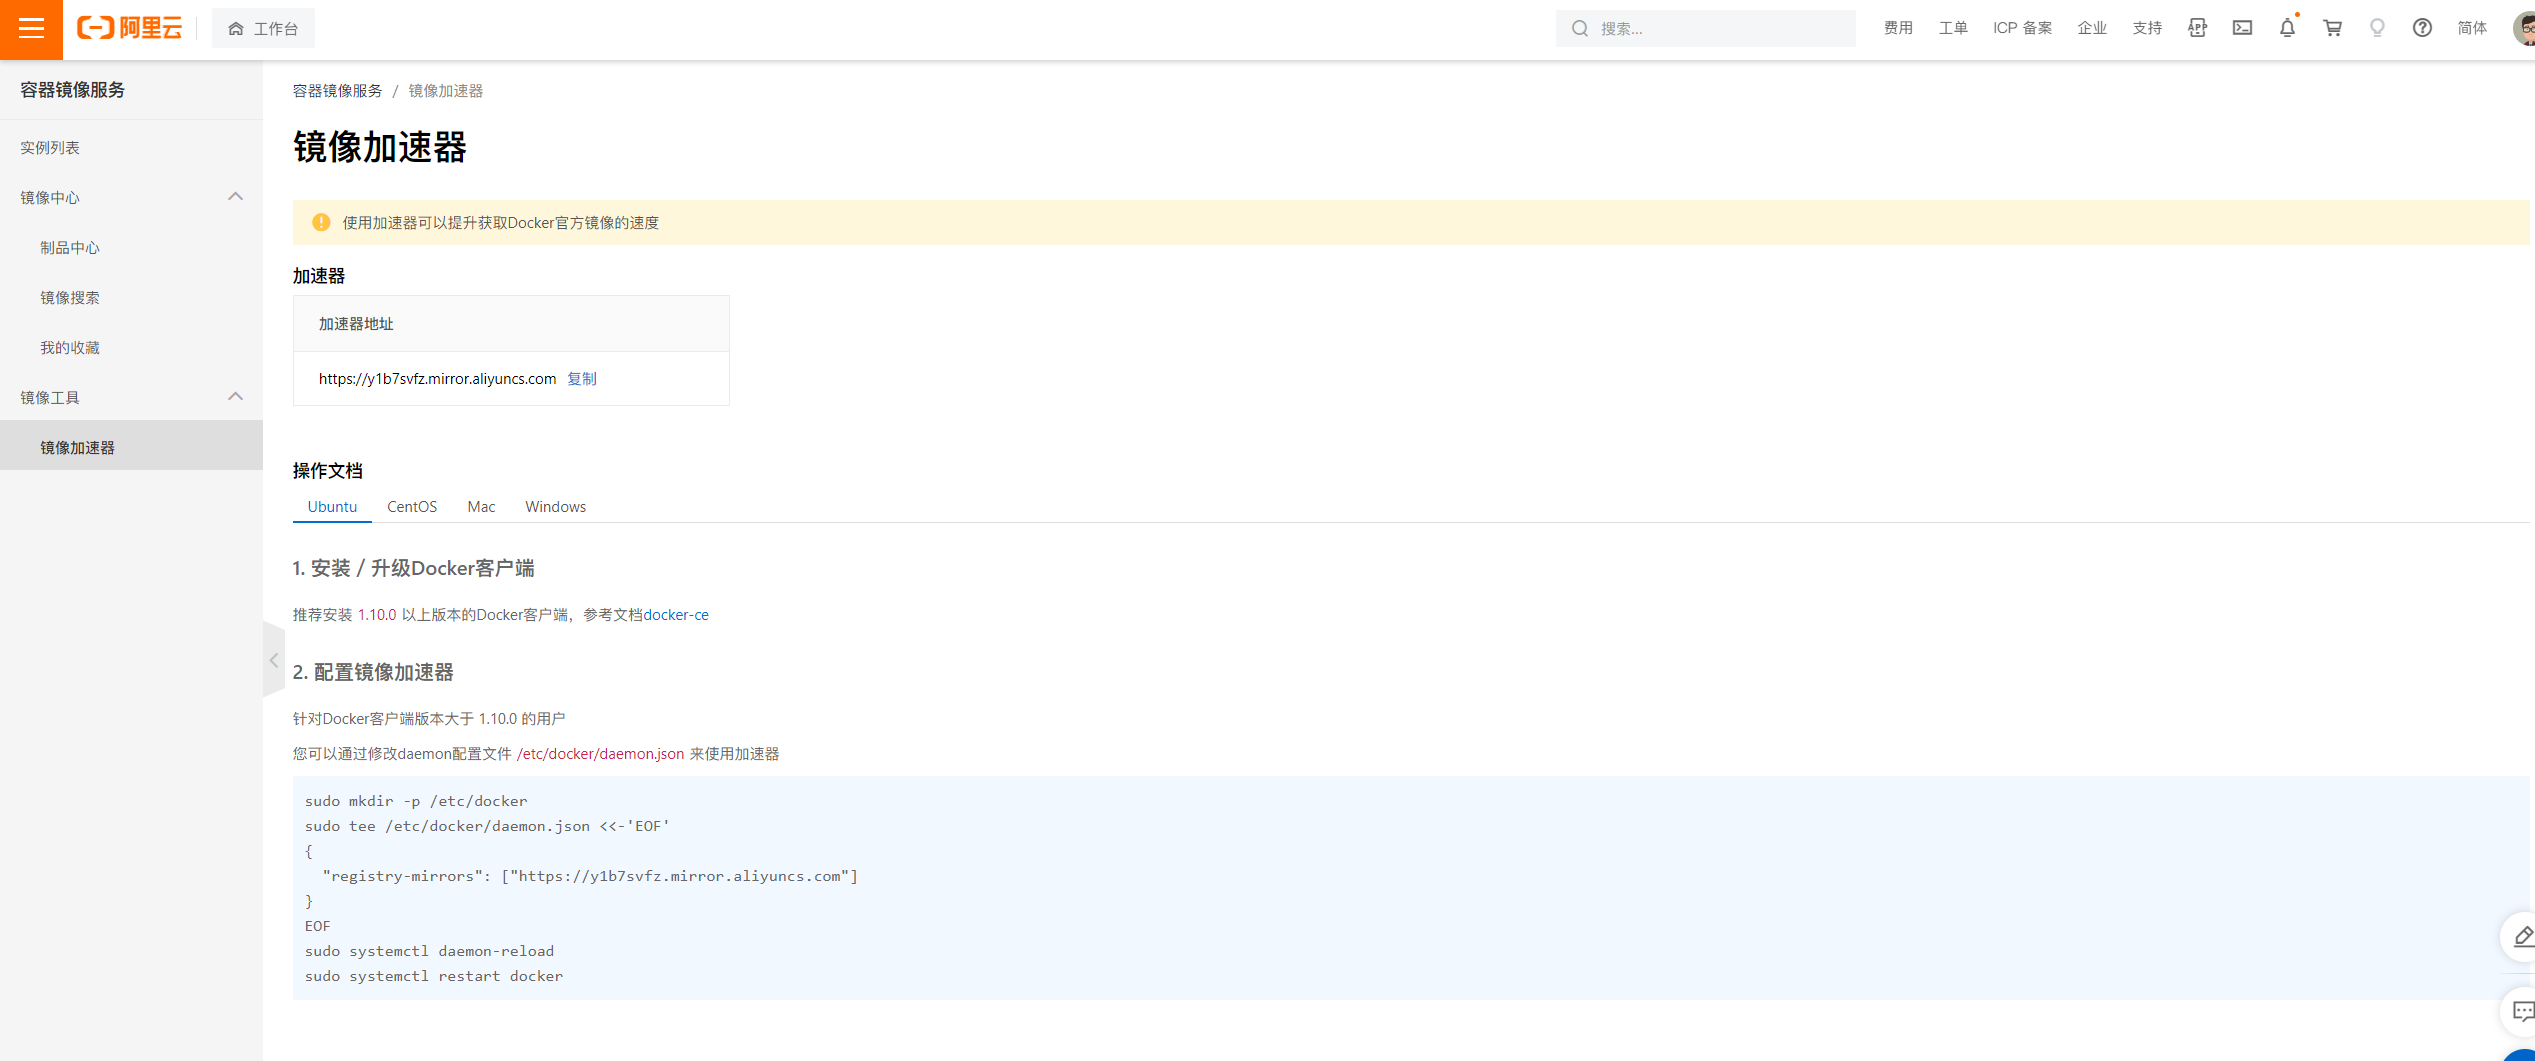 阿里云
工作台
搜索...
费用
工单
ICP 备案
企业
支持
APP
简体
容器镜像服务
实例列表
镜像中心
制品中心
镜像搜索
我的收藏
镜像工具
镜像加速器
容器镜像服务 / 镜像加速器
镜像加速器
使用加速器可以提升获取Docker官方镜像的速度
加速器
加速器地址
https://y1b7svfz.mirror.aliyuncs.com 复制
操作文档
Ubuntu CentOS Mac Windows
1. 安装 / 升级Docker客户端
推荐安装 1.10.0 以上版本的Docker客户端，参考文档docker-ce
2. 配置镜像加速器
针对Docker客户端版本大于 1.10.0 的用户
您可以通过修改daemon配置文件 /etc/docker/daemon.json 来使用加速器
sudo mkdir -p /etc/docker
sudo tee /etc/docker/daemon.json <<-'EOF'
{
  "registry-mirrors": ["https://y1b7svfz.mirror.aliyuncs.com"]
}
EOF
sudo systemctl daemon-reload
sudo systemctl restart docker